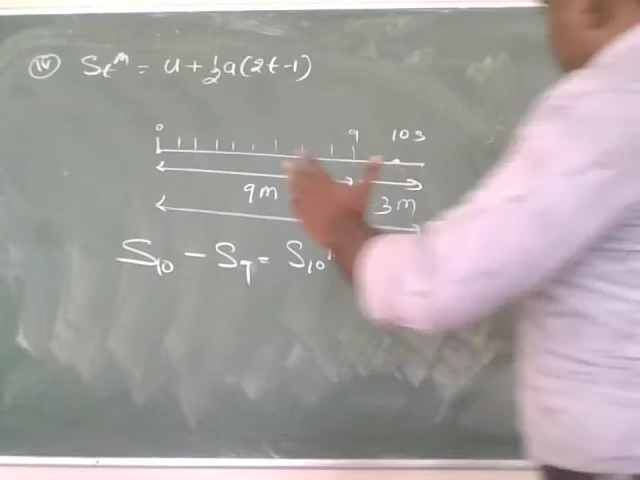 (iv) Stᵗʰ = u + ½a(2t-1)
0 9 10s
9m
3m
S₁₀ - S₉ = S₁₀